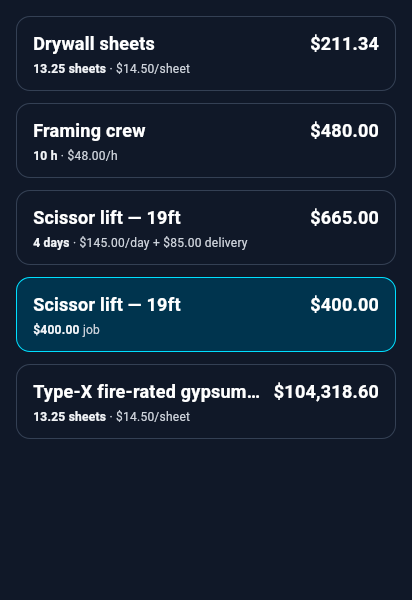 Drywall sheets $211.34
13.25 sheets · $14.50/sheet
Framing crew $480.00
10 h · $48.00/h
Scissor lift — 19ft $665.00
4 days · $145.00/day + $85.00 delivery
Scissor lift — 19ft $400.00
$400.00 job
Type-X fire-rated gypsum… $104,318.60
13.25 sheets · $14.50/sheet